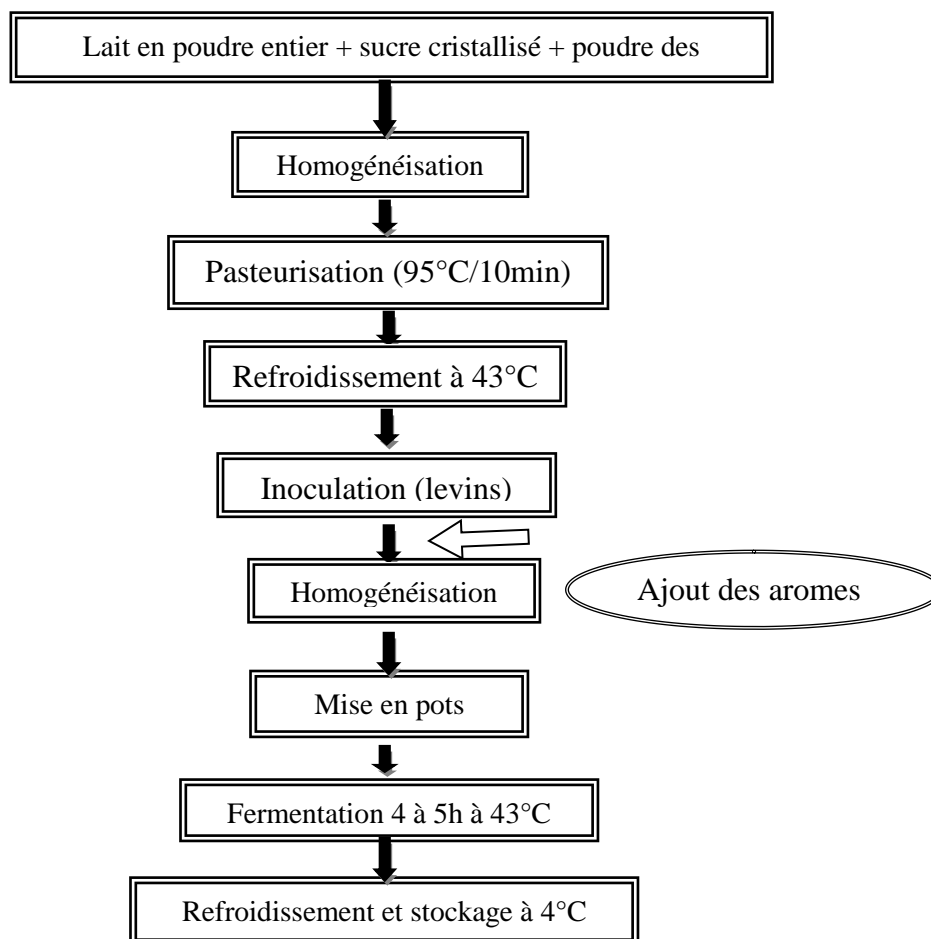 Lait en poudre entier + sucre cristallisé + poudre des
Homogénéisation
Pasteurisation (95°C/10min)
Refroidissement à 43°C
Inoculation (levins)
Homogénéisation
Ajout des aromes
Mise en pots
Fermentation 4 à 5h à 43°C
Refroidissement et stockage à 4°C